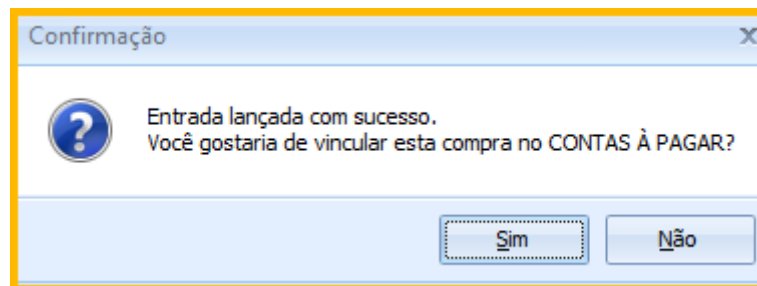 Confirmação
Entrada lançada com sucesso.
Você gostaria de vincular esta compra no CONTAS À PAGAR?
Sim Não